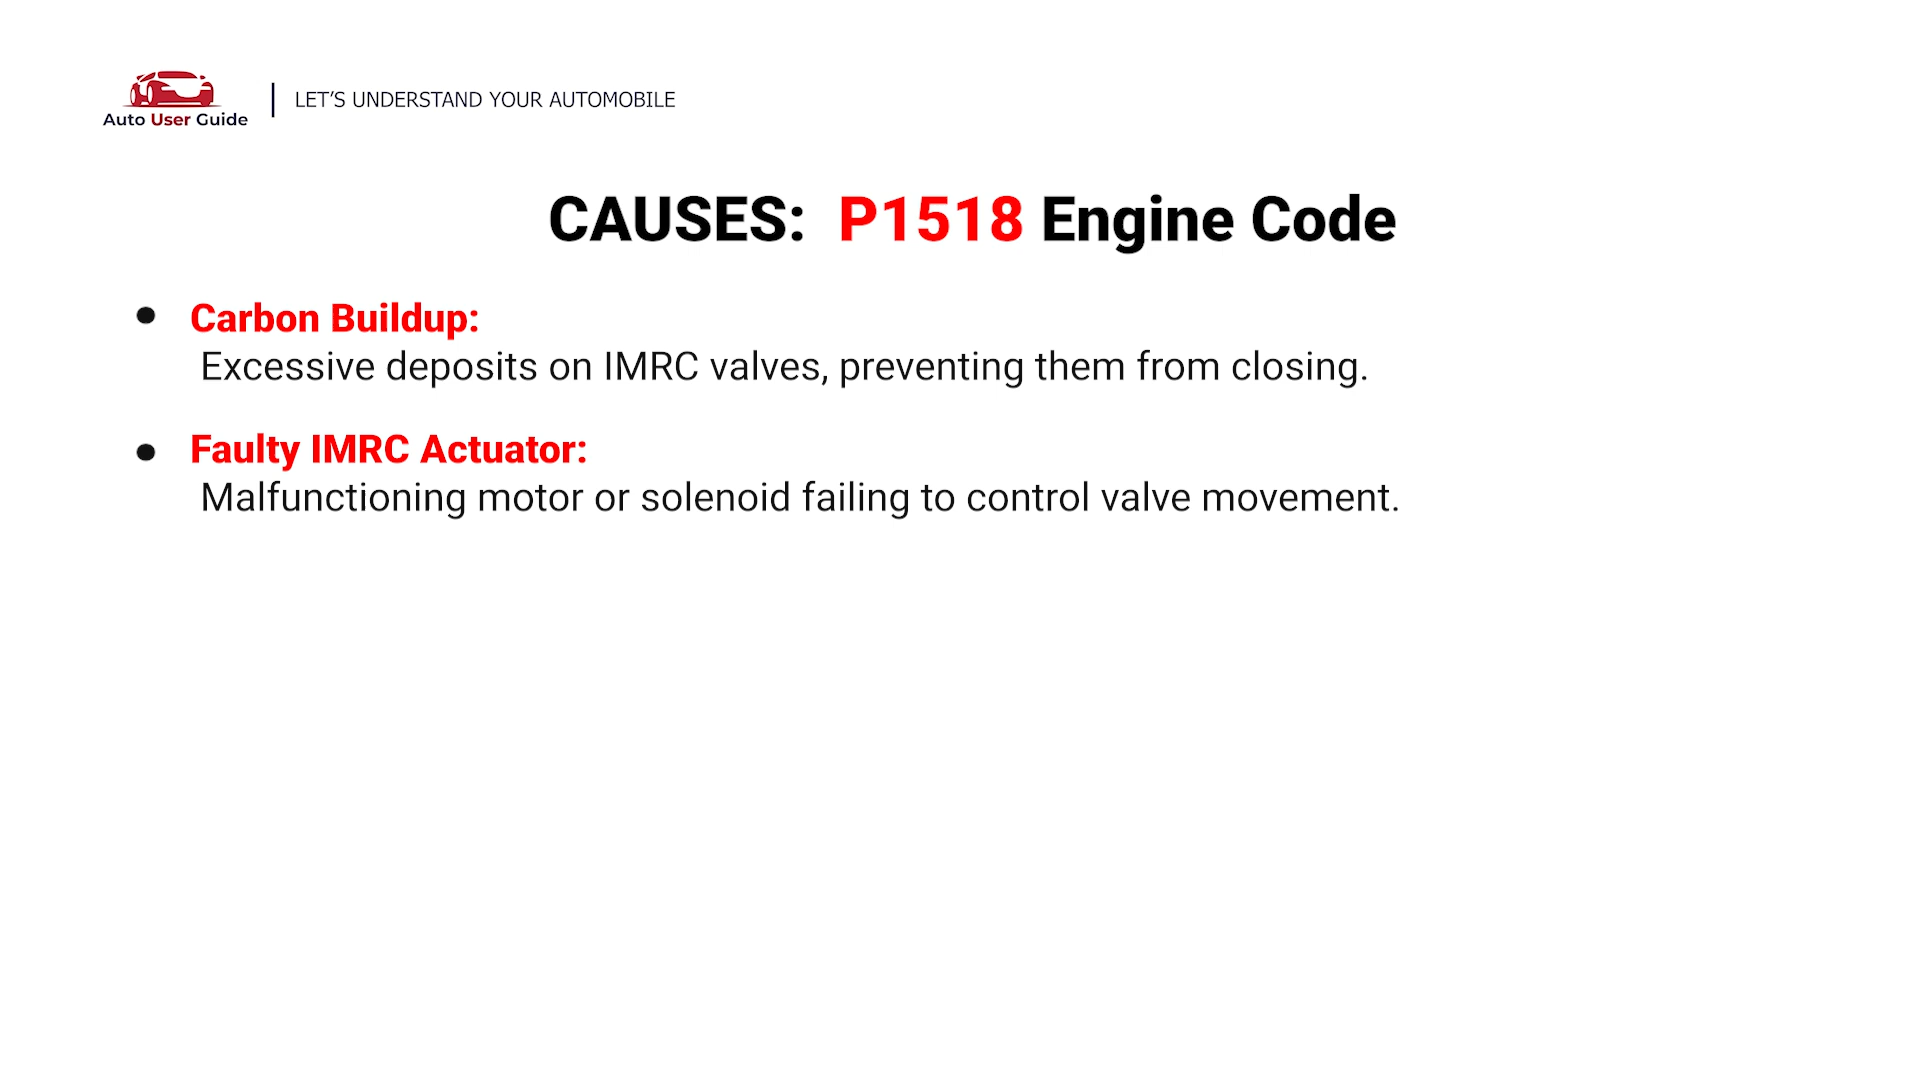 Auto User Guide
LET'S UNDERSTAND YOUR AUTOMOBILE
CAUSES: P1518 Engine Code
• Carbon Buildup:
Excessive deposits on IMRC valves, preventing them from closing.
• Faulty IMRC Actuator:
Malfunctioning motor or solenoid failing to control valve movement.